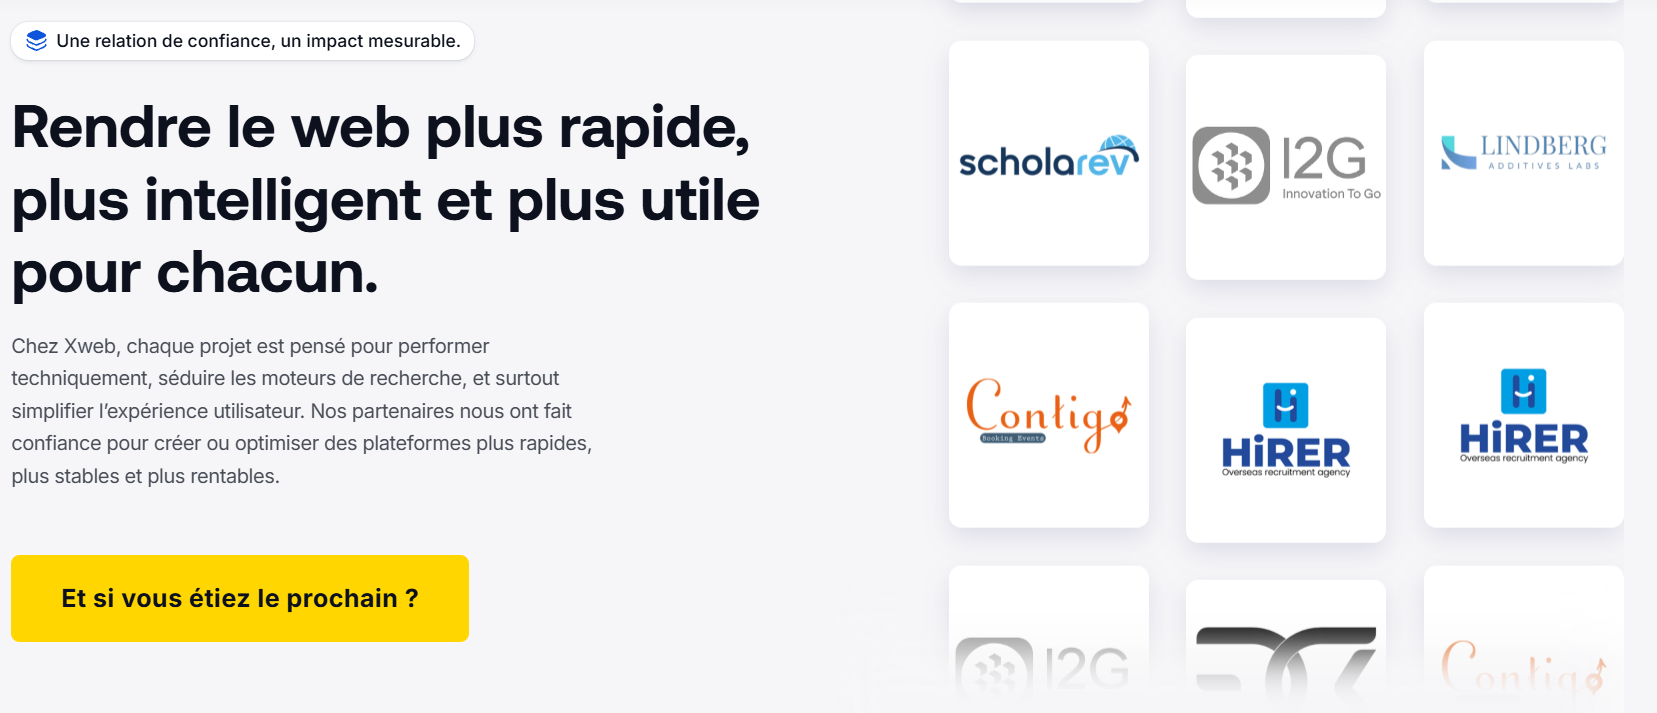 Une relation de confiance, un impact mesurable.
Rendre le web plus rapide,
plus intelligent et plus utile
pour chacun.
Chez Xweb, chaque projet est pensé pour performer
techniquement, séduire les moteurs de recherche, et surtout
simplifier l’expérience utilisateur. Nos partenaires nous ont fait
confiance pour créer ou optimiser des plateformes plus rapides,
plus stables et plus rentables.
Et si vous étiez le prochain ?
scholarev
I2G
Innovation To Go
LINDBERG
ADDITIVES LABS
Contigo
Booking Events
HiRER
Overseas recruitment agency
HiRER
Overseas recruitment agency
I2G
Contigo